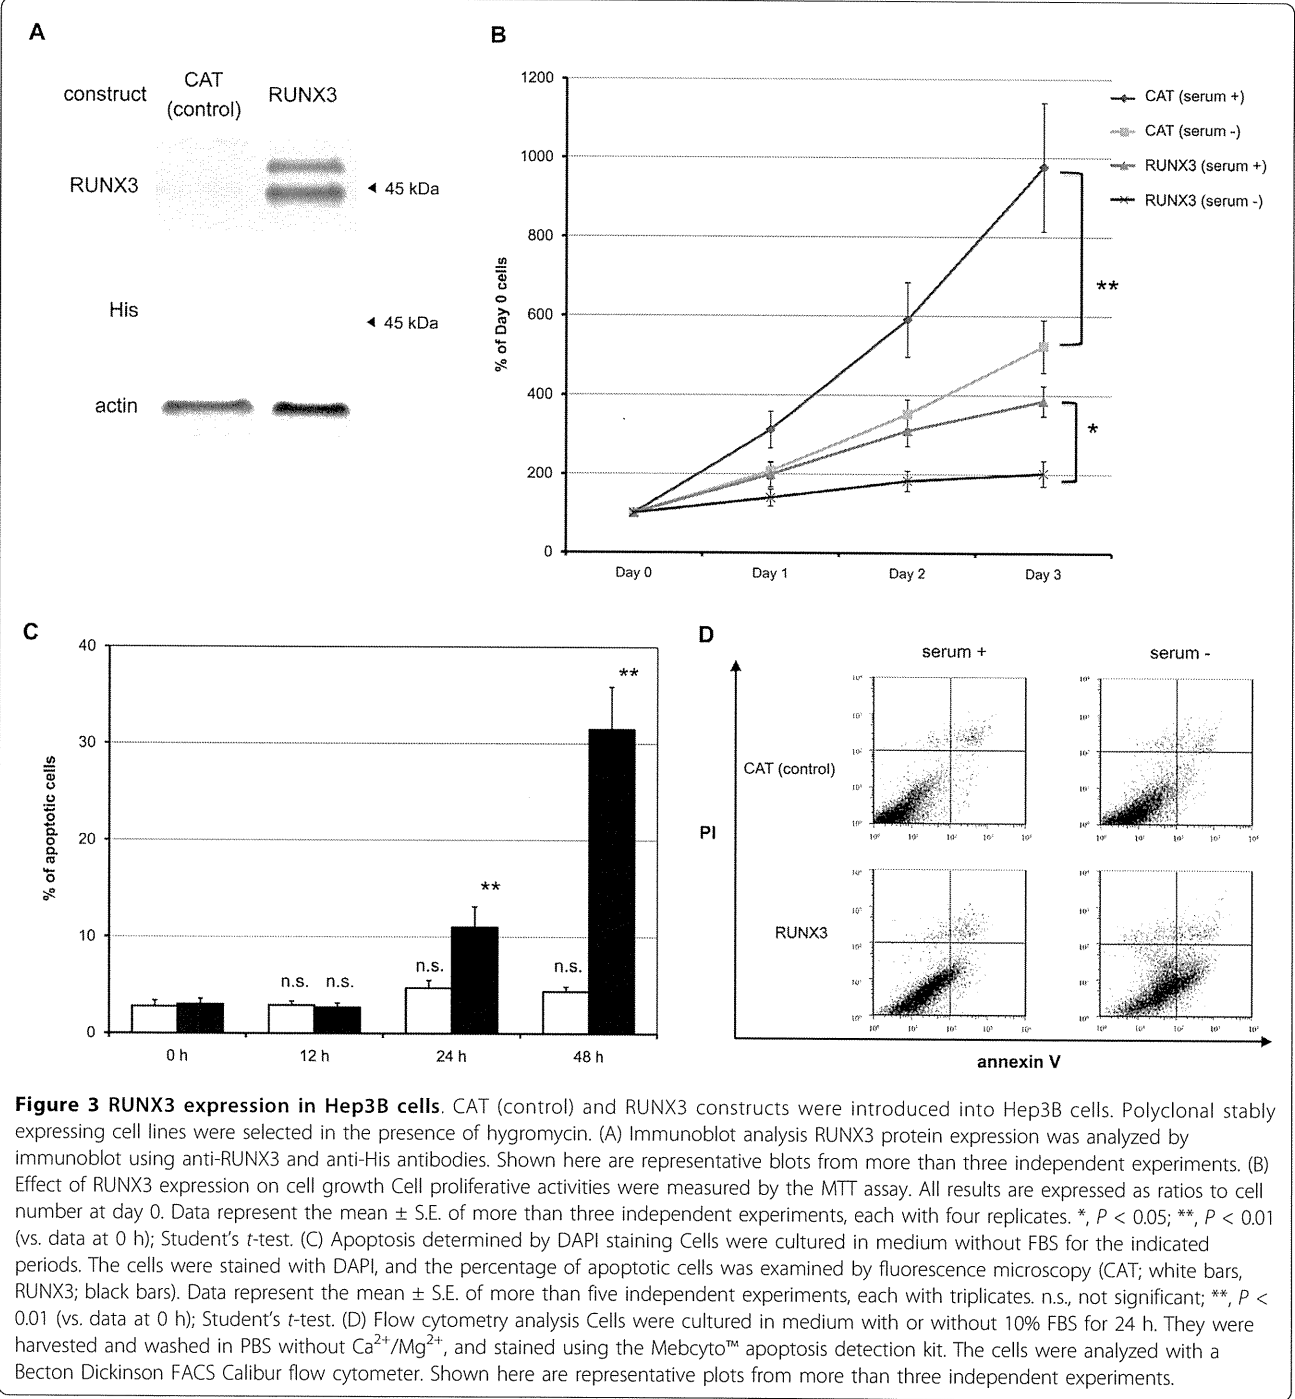 A
construct
CAT
(control)
RUNX3
RUNX3
◄ 45 kDa
His
◄ 45 kDa
actin
B
% of Day 0 cells
1200
1000
800
600
400
200
0
Day 0
Day 1
Day 2
Day 3
CAT (serum +)
CAT (serum -)
RUNX3 (serum +)
RUNX3 (serum -)
**
*
C
% of apoptotic cells
40
30
20
10
0
n.s.
n.s.
n.s.
**
n.s.
**
0 h
12 h
24 h
48 h
D
serum +
serum -
CAT (control)
PI
RUNX3
annexin V
Figure 3 RUNX3 expression in Hep3B cells. CAT (control) and RUNX3 constructs were introduced into Hep3B cells. Polyclonal stably
expressing cell lines were selected in the presence of hygromycin. (A) Immunoblot analysis RUNX3 protein expression was analyzed by
immunoblot using anti-RUNX3 and anti-His antibodies. Shown here are representative blots from more than three independent experiments. (B)
Effect of RUNX3 expression on cell growth Cell proliferative activities were measured by the MTT assay. All results are expressed as ratios to cell
number at day 0. Data represent the mean ± S.E. of more than three independent experiments, each with four replicates. *, P < 0.05; **, P < 0.01
(vs. data at 0 h); Student's t-test. (C) Apoptosis determined by DAPI staining Cells were cultured in medium without FBS for the indicated
periods. The cells were stained with DAPI, and the percentage of apoptotic cells was examined by fluorescence microscopy (CAT; white bars,
RUNX3; black bars). Data represent the mean ± S.E. of more than five independent experiments, each with triplicates. n.s., not significant; **, P <
0.01 (vs. data at 0 h); Student's t-test. (D) Flow cytometry analysis Cells were cultured in medium with or without 10% FBS for 24 h. They were
harvested and washed in PBS without Ca²⁺/Mg²⁺, and stained using the Mebcyto™ apoptosis detection kit. The cells were analyzed with a
Becton Dickinson FACS Calibur flow cytometer. Shown here are representative plots from more than three independent experiments.